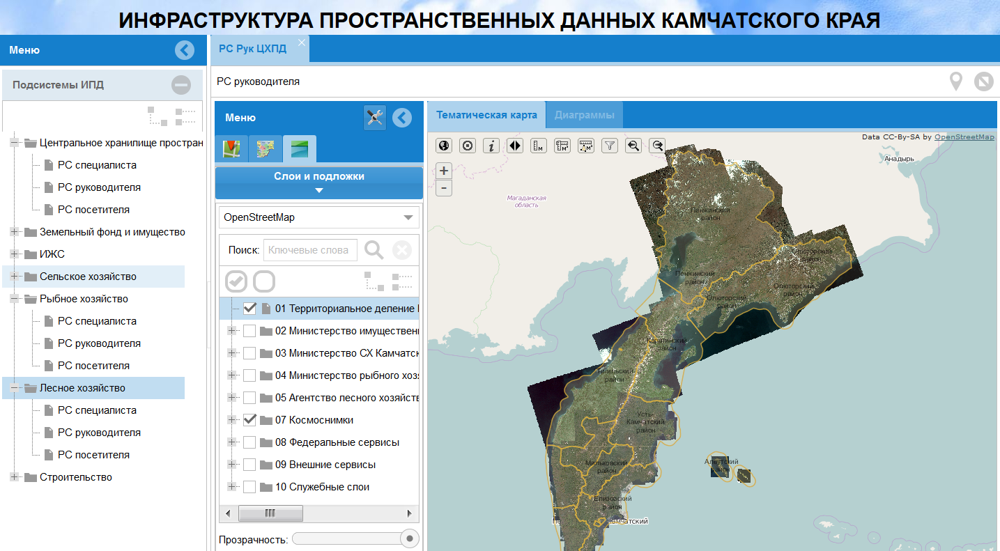 ИНФРАСТРУКТУРА ПРОСТРАНСТВЕННЫХ ДАННЫХ КАМЧАТСКОГО КРАЯ
Меню
РС Рук ЦХПД
Подсистемы ИПД
РС руководителя
Центральное хранилище простран
РС специалиста
РС руководителя
РС посетителя
Земельный фонд и имущество
ИЖС
Сельское хозяйство
Рыбное хозяйство
РС специалиста
РС руководителя
РС посетителя
Лесное хозяйство
РС специалиста
РС руководителя
РС посетителя
Строительство
Меню
Слои и подложки
OpenStreetMap
Поиск: Ключевые слова
01 Территориальное деление
02 Министерство имуществен
03 Министерство СХ Камчатск
04 Министерство рыбного хоз
05 Агентство лесного хозяйств
07 Космоснимки
08 Федеральные сервисы
09 Внешние сервисы
10 Служебные слои
Прозрачность:
Тематическая карта
Диаграммы
Data CC-By-SA by OpenStreetMap
+
-
Анадырь
Магаданская
область
Пенжинский
район
район
Пенжинский
район
Олюторский
район
Олюторский
район
Карагинский
район
Тигильский
район
Усть-
Камчатский
район
Мильковский
район
Алеутский
район
Елизовский
район